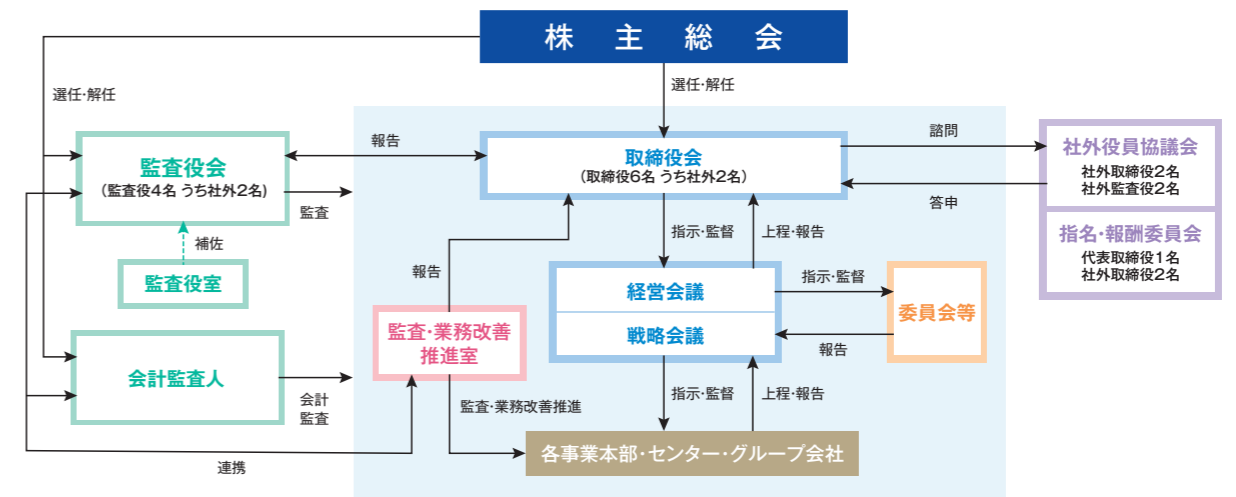 株主総会
選任・解任
選任・解任
監査役会
(監査役4名 うち社外2名)
報告
監査
補佐
監査役室
会計監査人
会計
監査
連携
取締役会
(取締役6名 うち社外2名)
諮問
答申
社外役員協議会
社外取締役2名
社外監査役2名
指名・報酬委員会
代表取締役1名
社外取締役2名
指示・監督
上程・報告
報告
経営会議
戦略会議
指示・監督
報告
委員会等
監査・業務改善
推進室
監査・業務改善推進
指示・監督
上程・報告
各事業本部・センター・グループ会社